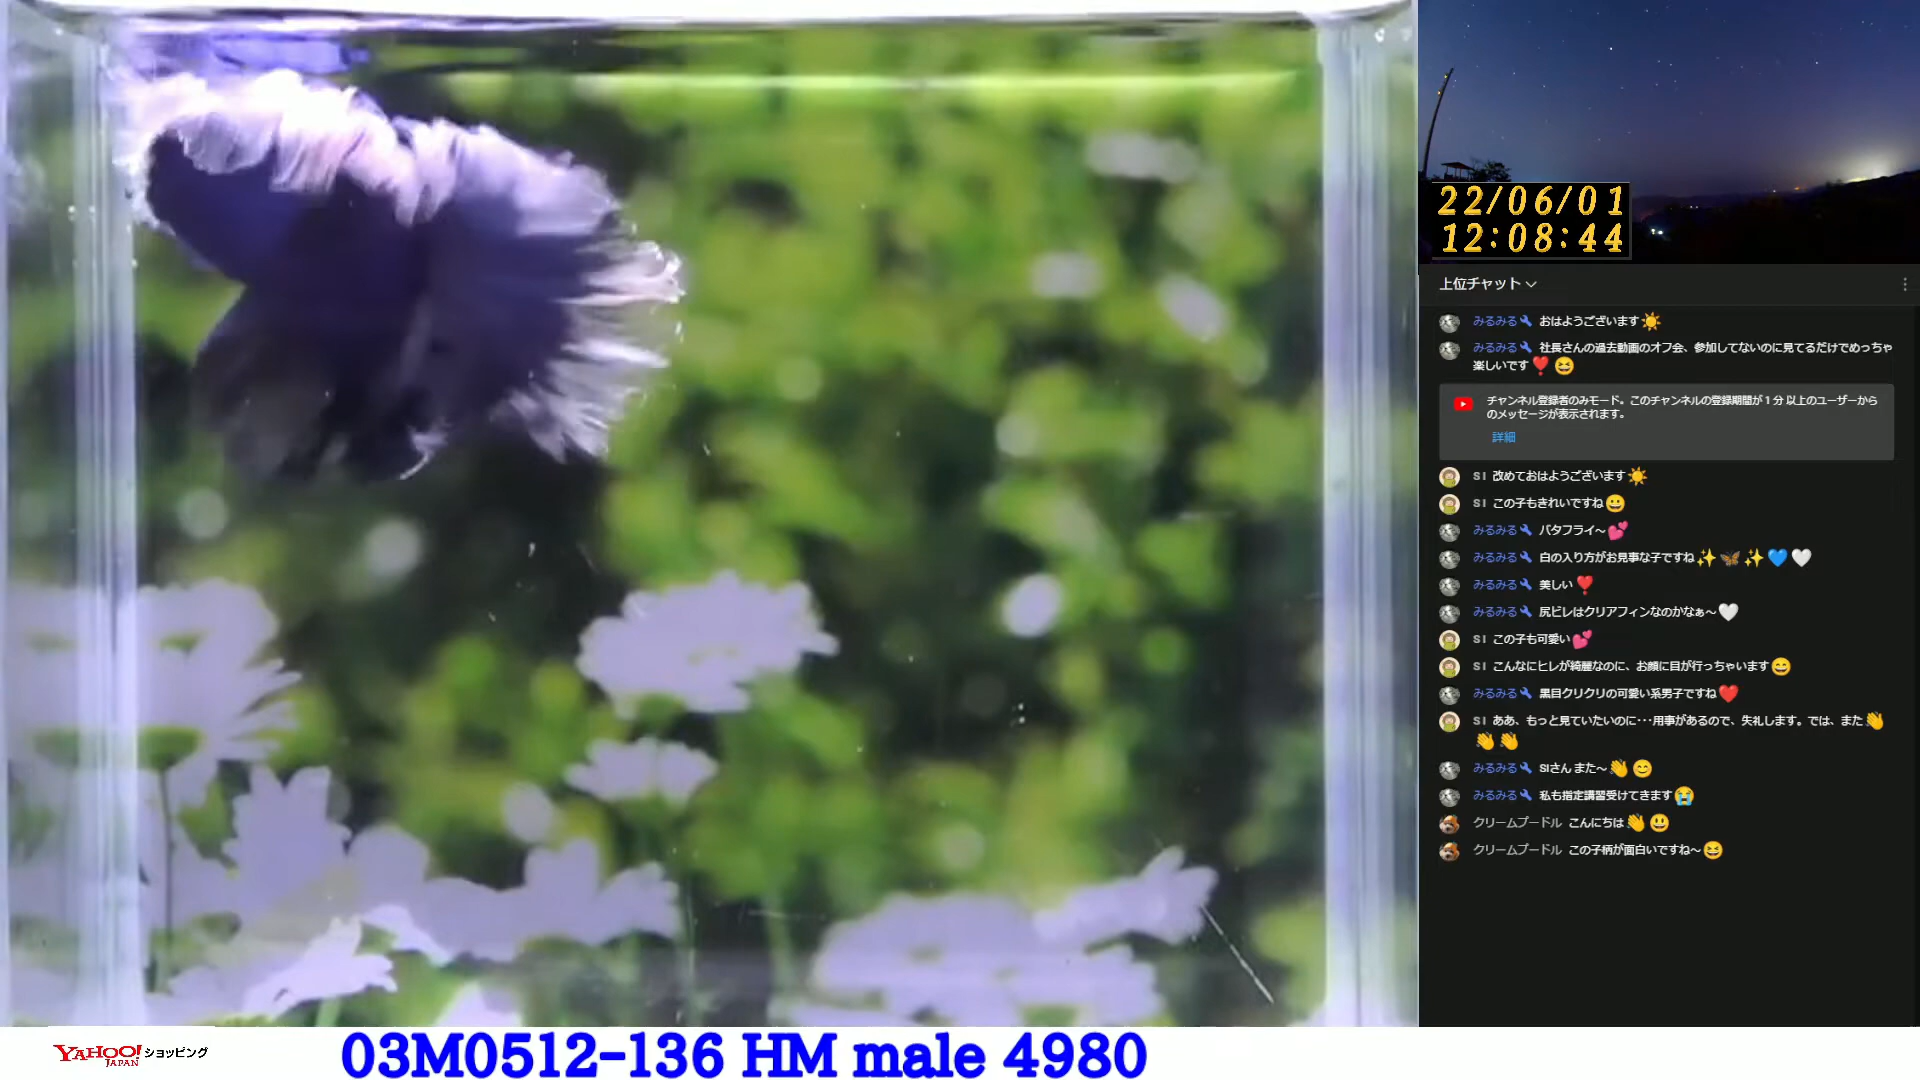 22/06/01
12:08:44
上位チャット
みるみる おはようございます☀
みるみる 社長さんの過去動画のオフ会、参加してないのに見てるだけでめっちゃ
楽しいです❣😆
チャンネル登録者のみモード。このチャンネルの登録期間が 1 分 以上のユーザーから
のメッセージが表示されます。
詳細
SI 改めておはようございます☀
SI この子もきれいですね😀
みるみる バタフライ〜💕
みるみる 白の入り方がお見事な子ですね✨🦋✨💙🤍
みるみる 美しい❣
みるみる 尻ビレはクリアフィンなのかなぁ〜🤍
SI この子も可愛い💕
SI こんなにヒレが綺麗なのに、お顔に目が行っちゃいます😄
みるみる 黒目クリクリの可愛い系男子ですね❤
SI ああ、もっと見ていたいのに･･･用事があるので、失礼します。では、また👋
👋👋
みるみる SIさん また〜👋😊
みるみる 私も指定講習受けてきます😭
クリームプードル こんにちは👋😃
クリームプードル この子柄が面白いですね〜😆
YAHOO! JAPAN ショッピング
03M0512-136 HM male 4980